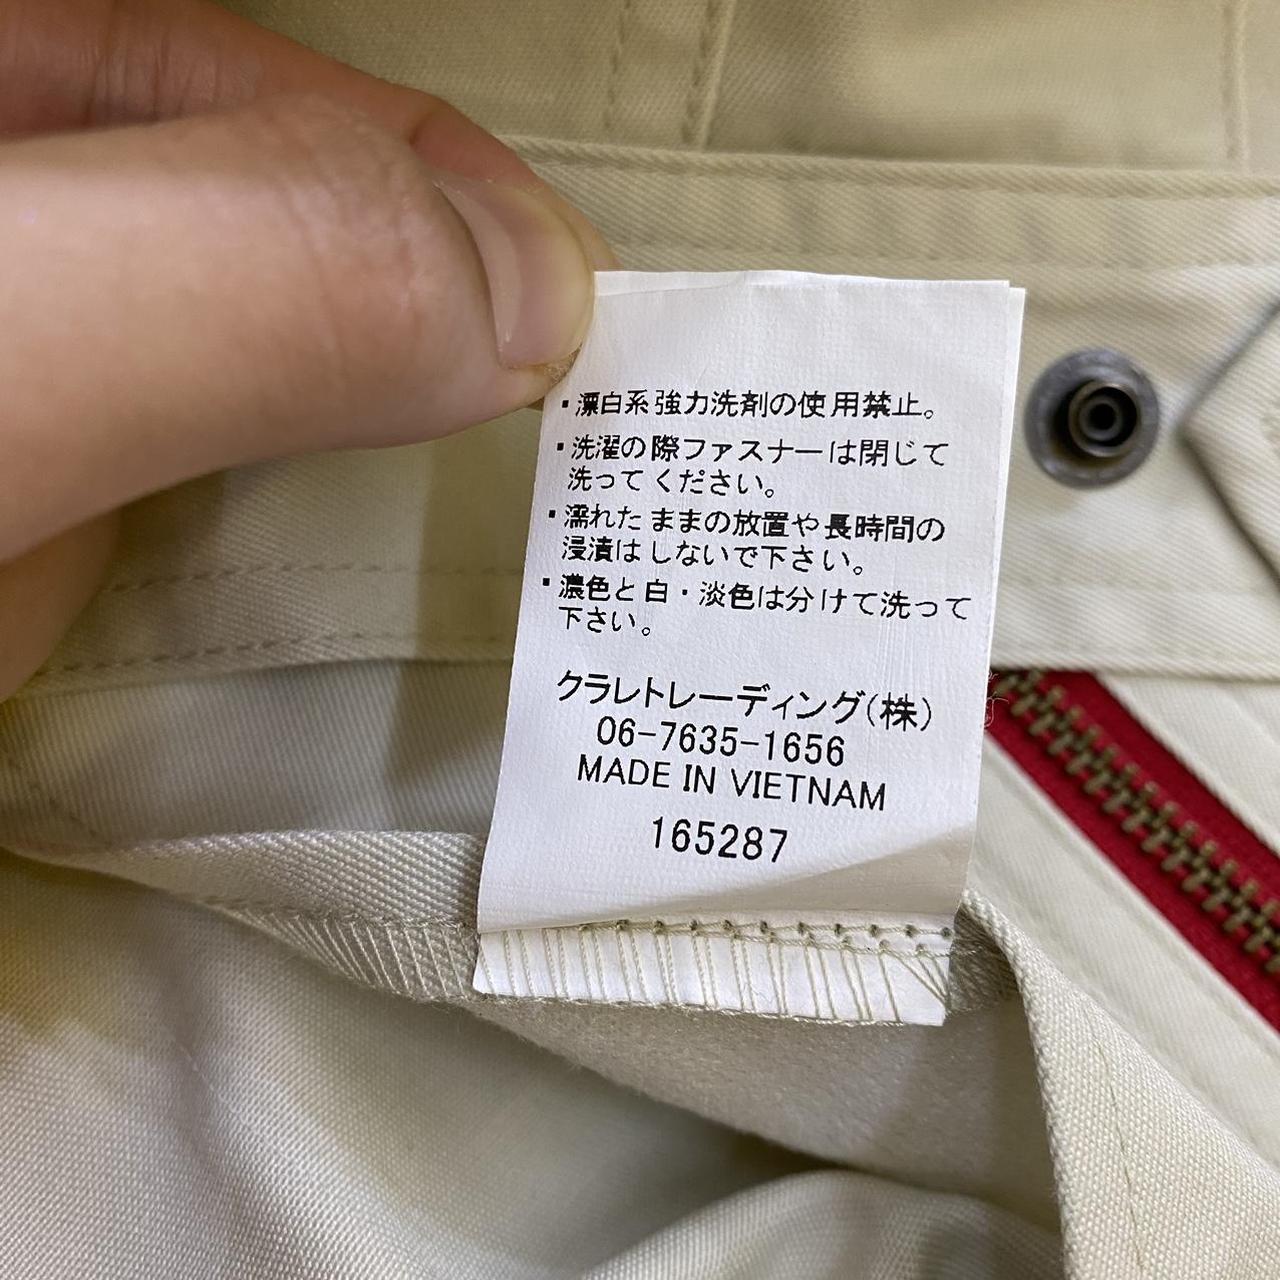 ・漂白系強力洗剤の使用禁止。
・洗濯の際ファスナーは閉じて
洗ってください。
・濡れたままの放置や長時間の
浸漬はしないで下さい。
・濃色と白・淡色は分けて洗って
下さい。
クラレトレーディング(株)
06-7635-1656
MADE IN VIETNAM
165287